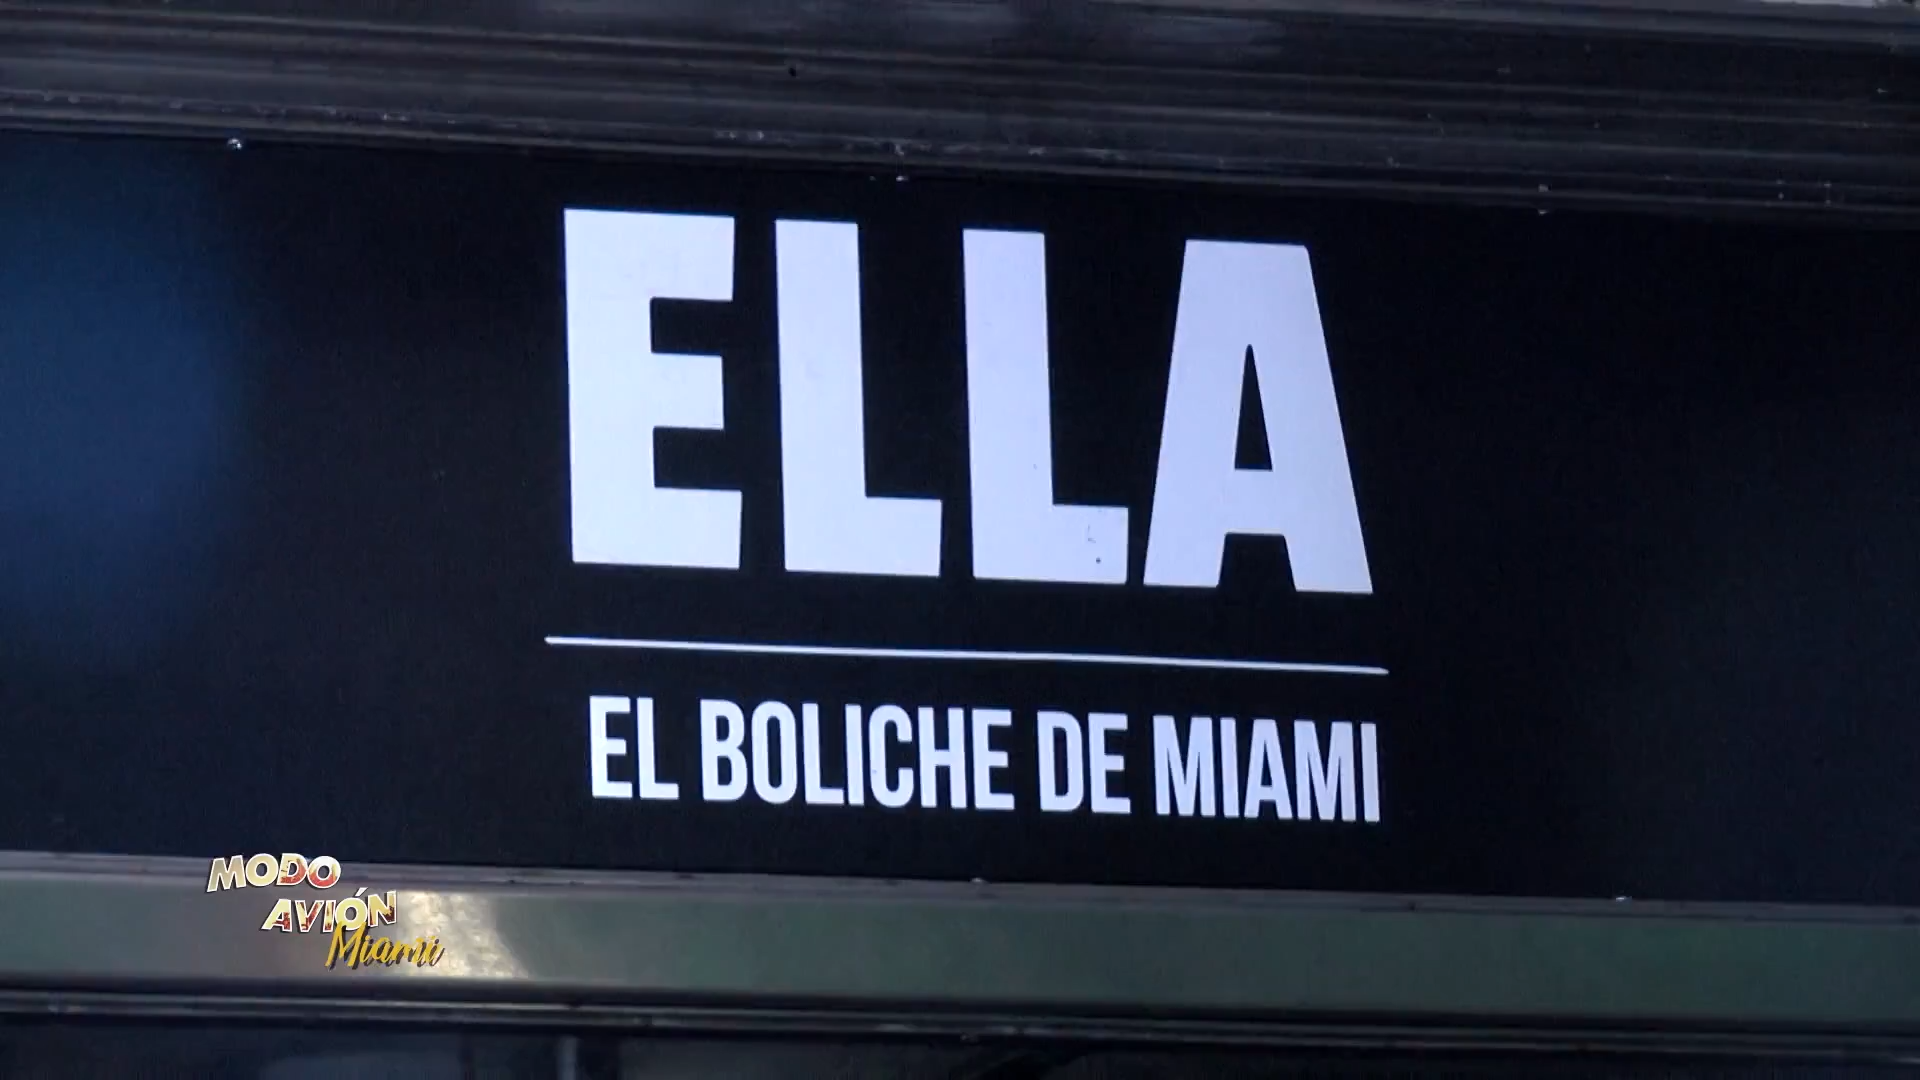 ELLA
EL BOLICHE DE MIAMI
MODO
AVIÓN
Miami